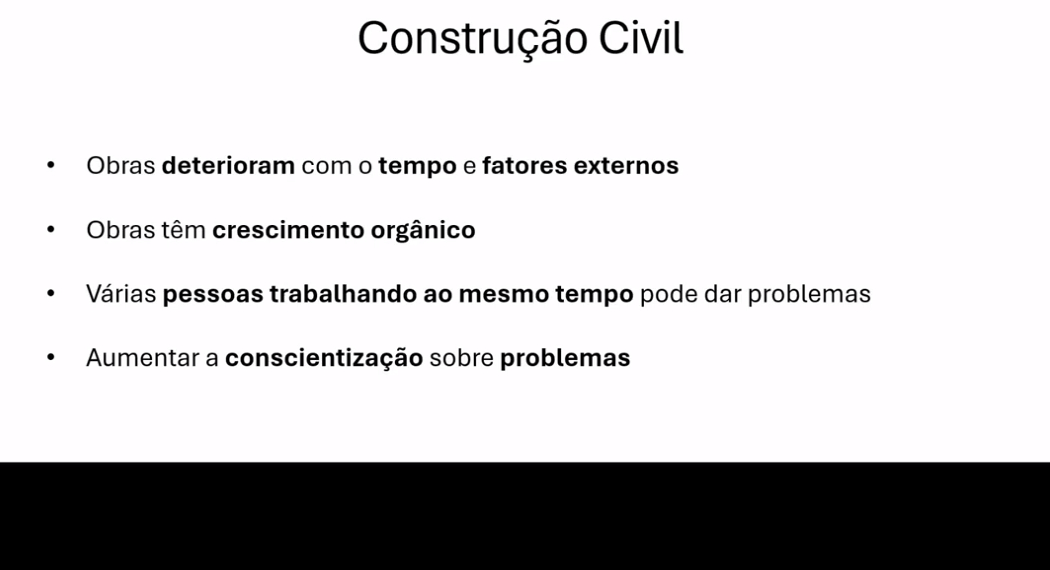 Construção Civil
• Obras deterioram com o tempo e fatores externos
• Obras têm crescimento orgânico
• Várias pessoas trabalhando ao mesmo tempo pode dar problemas
• Aumentar a conscientização sobre problemas